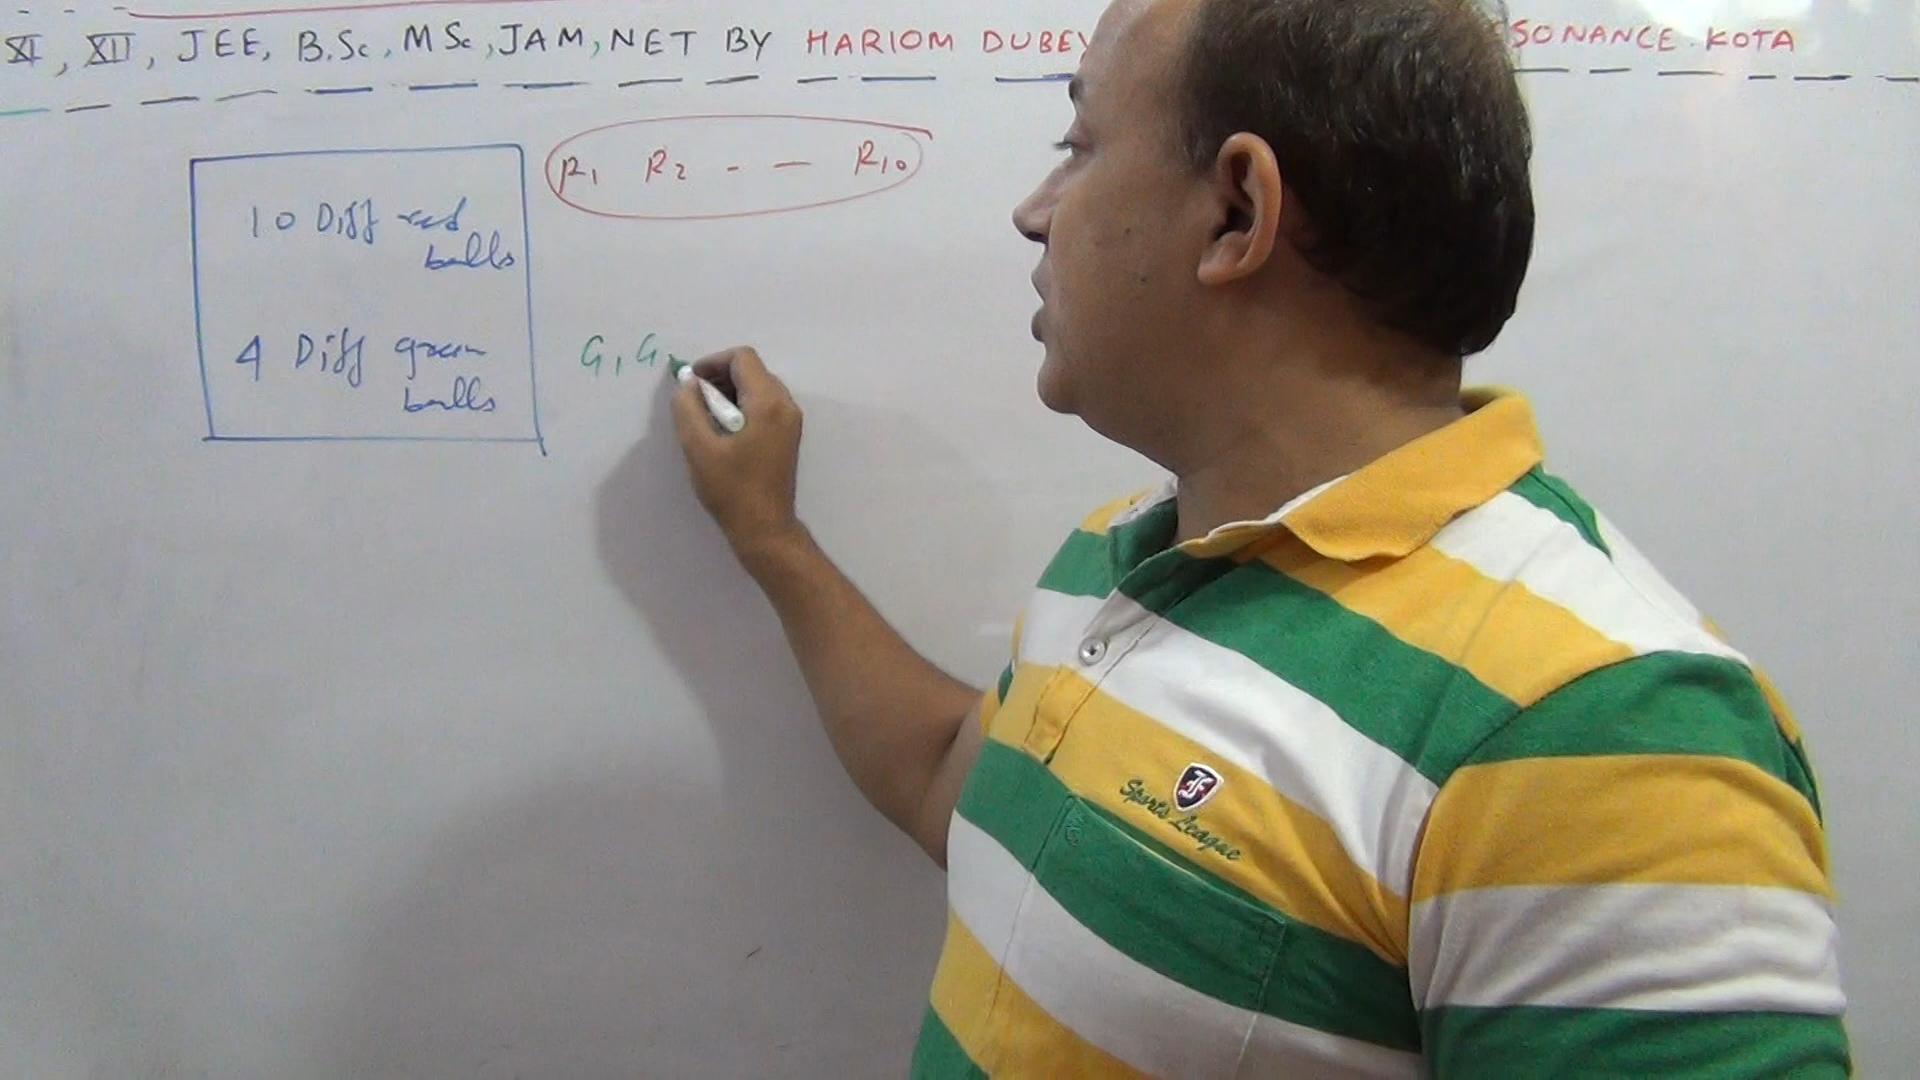 XI, XII, JEE, B.Sc, MSc, JAM, NET BY HARIOM DUBEY SONANCE KOTA
R1 R2 - - R10
10 Diff red
balls
4 Diff green
balls
G1 G
Sports League